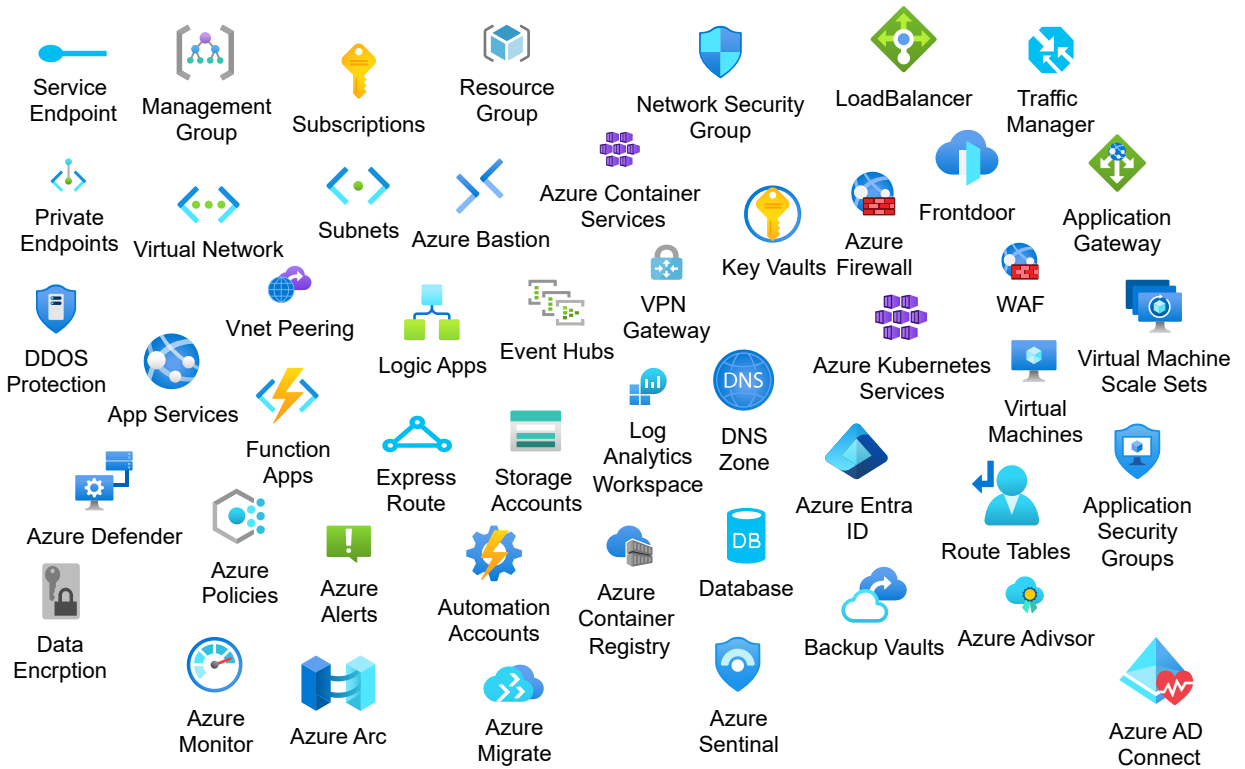 Service
Endpoint
Management
Group
Subscriptions
Resource
Group
Network Security
Group
LoadBalancer
Traffic
Manager
Private
Endpoints
Virtual Network
Subnets
Azure Bastion
Azure Container
Services
Key Vaults
Azure
Firewall
Frontdoor
Application
Gateway
DDOS
Protection
Vnet Peering
Logic Apps
Event Hubs
VPN
Gateway
Azure Kubernetes
Services
WAF
Virtual Machine
Scale Sets
App Services
Function
Apps
Express
Route
Storage
Accounts
Log
Analytics
Workspace
DNS
DNS
Zone
Azure Entra
ID
Virtual
Machines
Application
Security
Groups
Azure Defender
Azure
Policies
Azure
Alerts
Automation
Accounts
Azure
Container
Registry
DB
Database
Backup Vaults
Route Tables
Azure Adivsor
Data
Encrption
Azure
Monitor
Azure Arc
Azure
Migrate
Azure
Sentinal
Azure AD
Connect